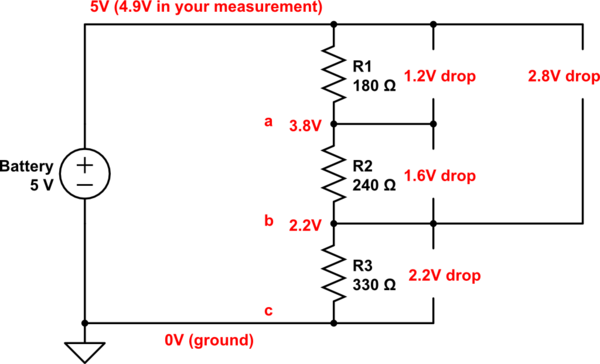 5V (4.9V in your measurement)
R1
180 Ω
1.2V drop
2.8V drop
a
3.8V
Battery
5 V
+
−
R2
240 Ω
1.6V drop
b
2.2V
R3
330 Ω
2.2V drop
c
0V (ground)